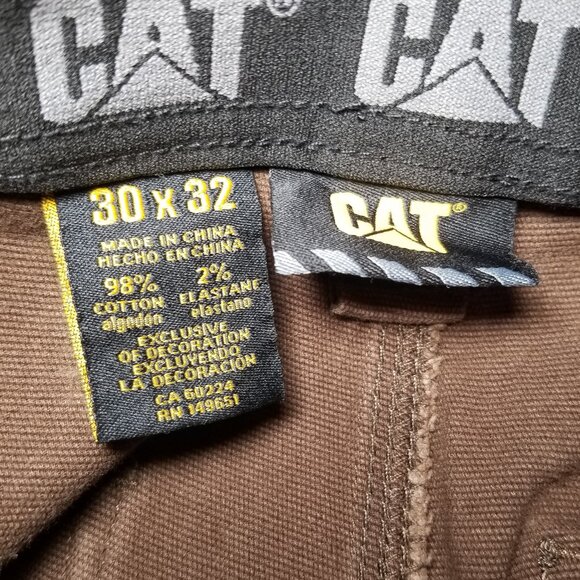 CAT®
CAT
30 X 32
MADE IN CHINA
HECHO EN CHINA
98% 2%
COTTON ELASTANE
algodón elastano
EXCLUSIVE
OF DECORATION
EXCLUYENDO
LA DECORACIÓN
CA 60224
RN 149651
CAT®